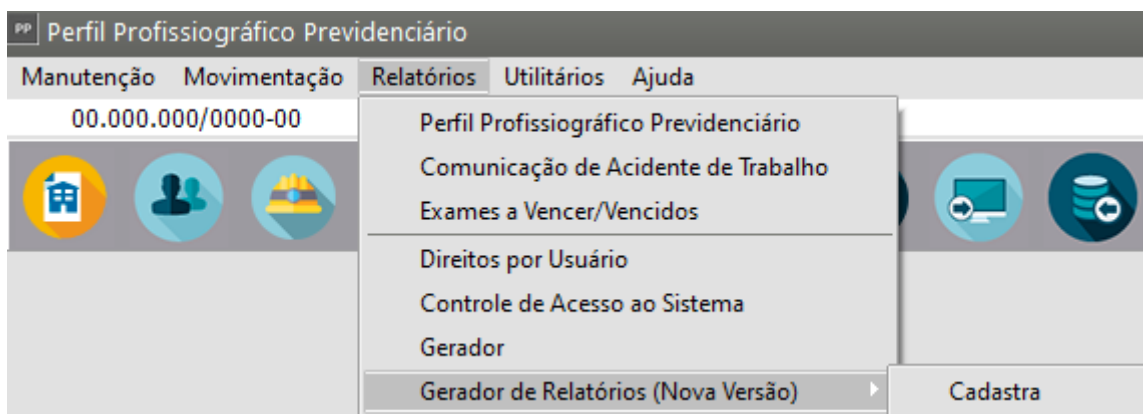 PP Perfil Profissiográfico Previdenciário
Manutenção Movimentação Relatórios Utilitários Ajuda
00.000.000/0000-00
Perfil Profissiográfico Previdenciário
Comunicação de Acidente de Trabalho
Exames a Vencer/Vencidos
Direitos por Usuário
Controle de Acesso ao Sistema
Gerador
Gerador de Relatórios (Nova Versão) Cadastra